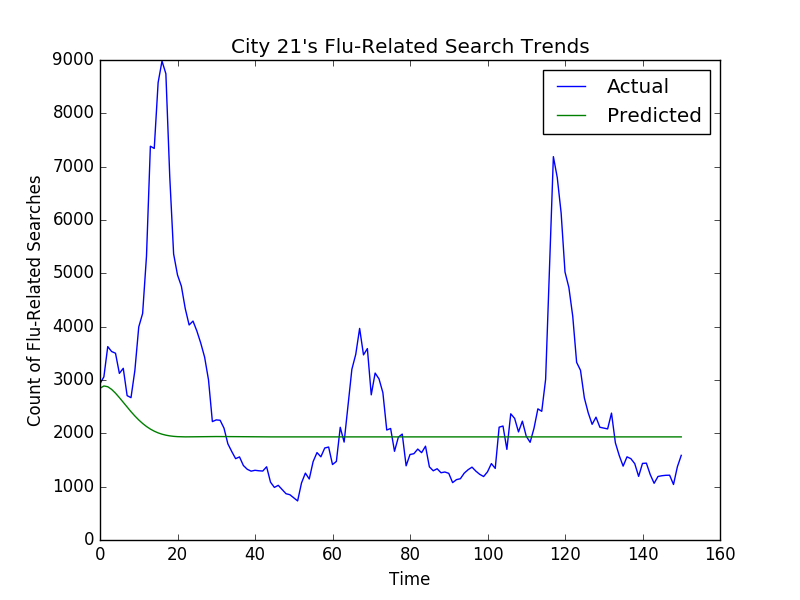 City 21's Flu-Related Search Trends
Actual
Predicted
Count of Flu-Related Searches
9000
8000
7000
6000
5000
4000
3000
2000
1000
0
0 20 40 60 80 100 120 140 160
Time